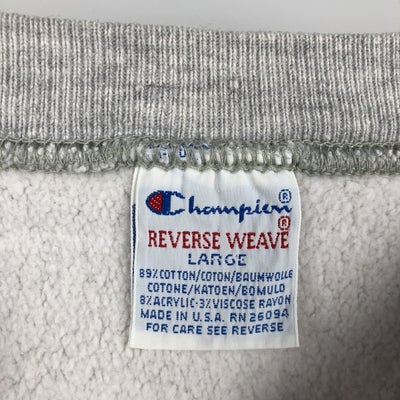 Champion®
REVERSE WEAVE®
LARGE
89% COTTON/COTON/BAUMWOLLE
COTONE/KATOEN/BOMULD
8% ACRYLIC-3% VISCOSE RAYON
MADE IN U.S.A. RN 26094
FOR CARE SEE REVERSE